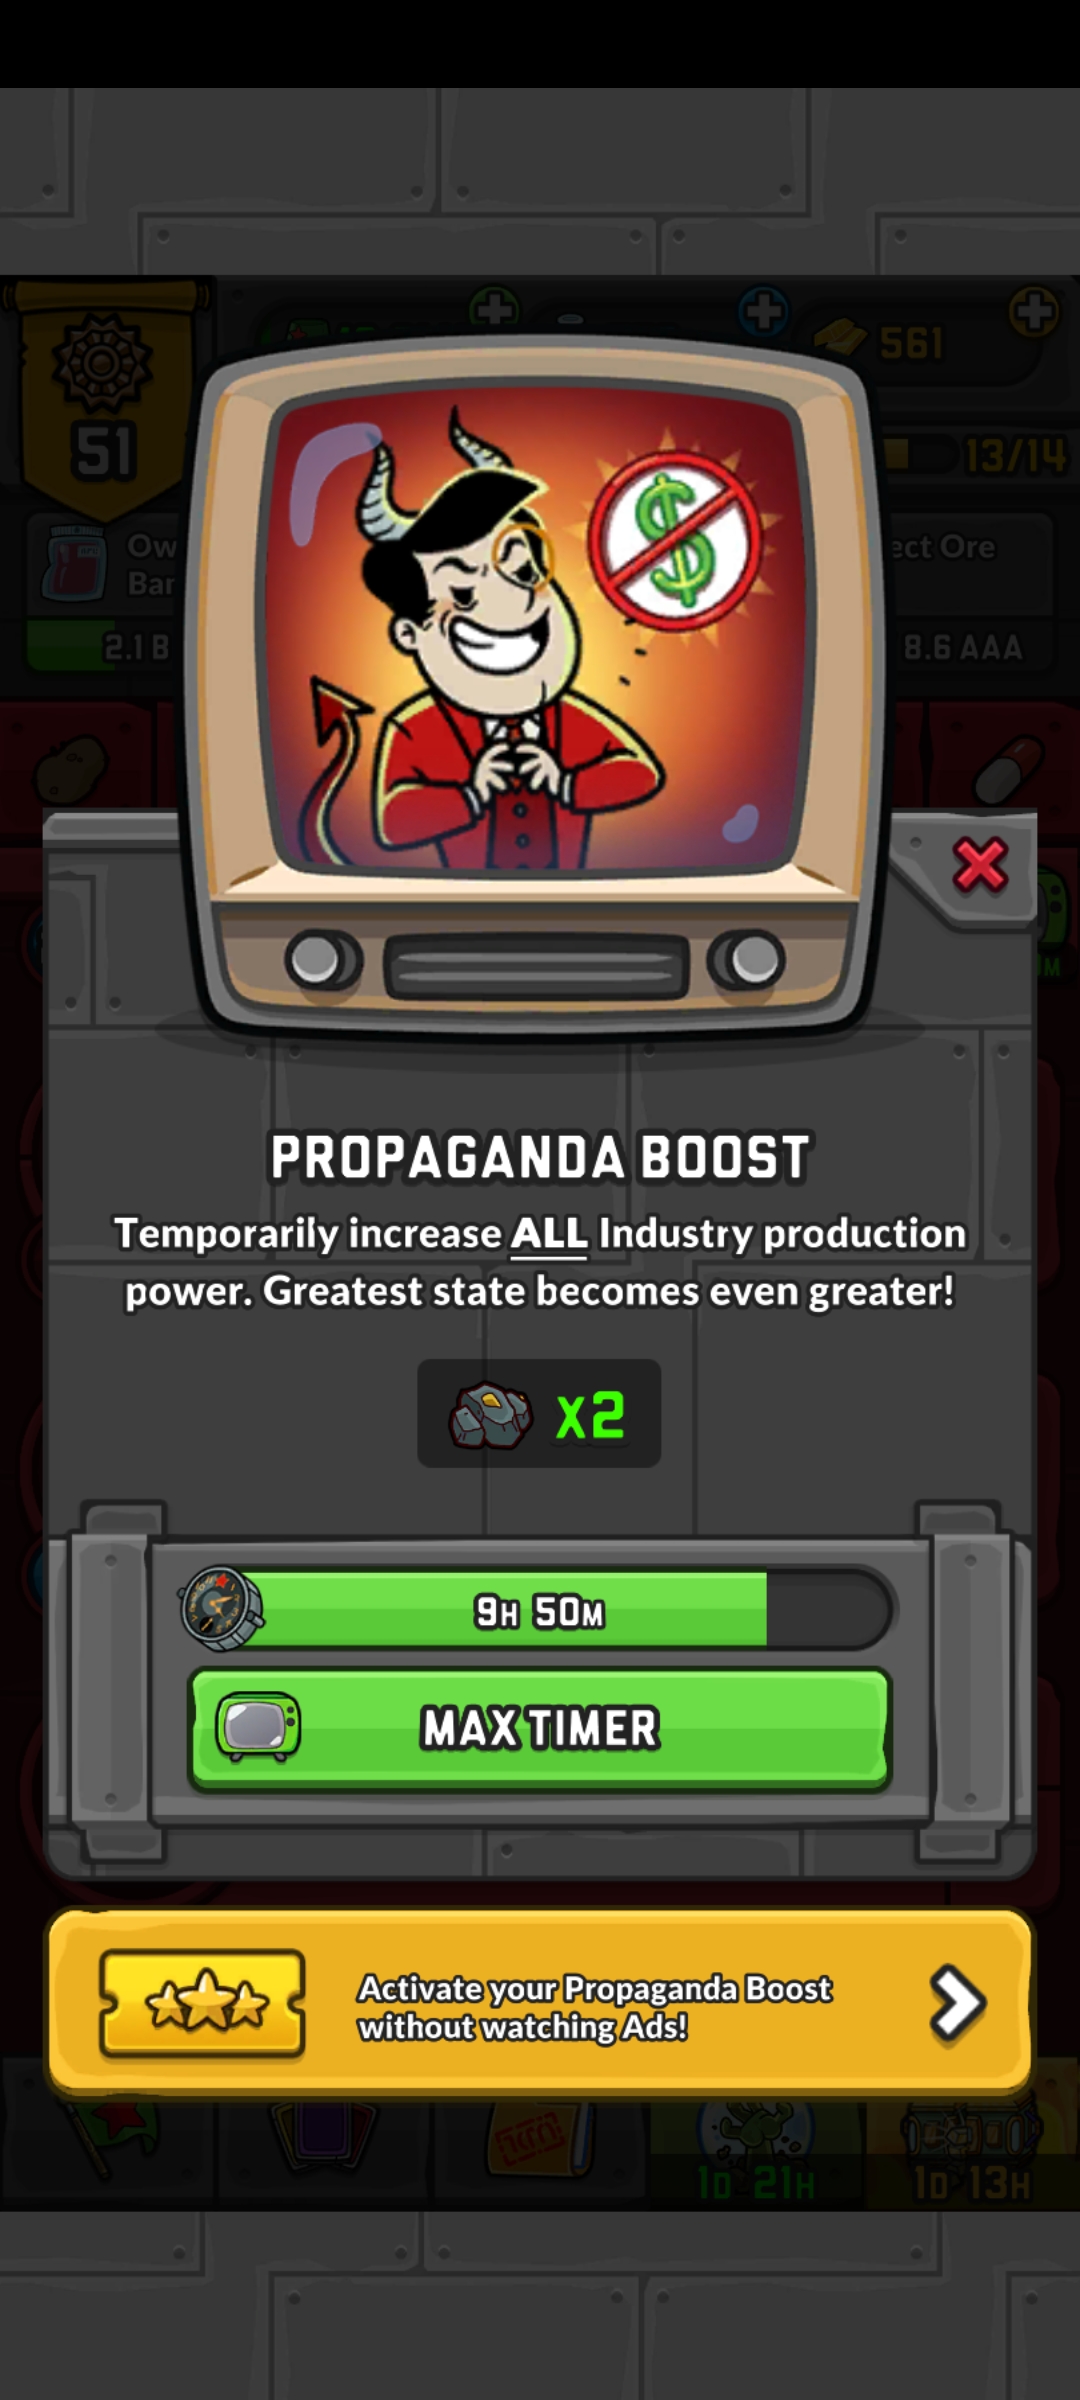 561
51
13/14
ect Ore
2.1 B
8.6 AAA
PROPAGANDA BOOST
Temporarily increase ALL Industry production
power. Greatest state becomes even greater!
X2
9H 50M
MAX TIMER
Activate your Propaganda Boost
without watching Ads!
1D 21H
1D 13H